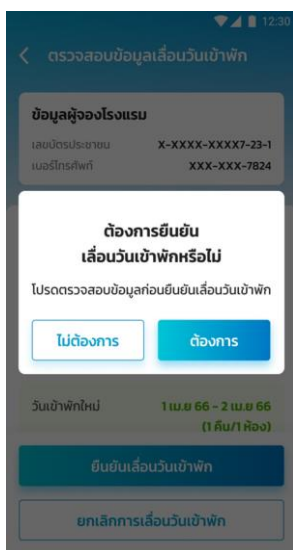 12:30
ตรวจสอบข้อมูลเลื่อนวันเข้าพัก
ข้อมูลผู้จองโรงแรม
เลขบัตรประชาชน X-XXXX-XXXX7-23-1
เบอร์โทรศัพท์ XXX-XXX-7824
ต้องการยืนยัน
เลื่อนวันเข้าพักหรือไม่
โปรดตรวจสอบข้อมูลก่อนยืนยันเลื่อนวันเข้าพัก
ไม่ต้องการ ต้องการ
วันเข้าพักใหม่ 1 เม.ย 66 - 2 เม.ย 66
(1 คืน/1 ห้อง)
ยืนยันเลื่อนวันเข้าพัก
ยกเลิกการเลื่อนวันเข้าพัก